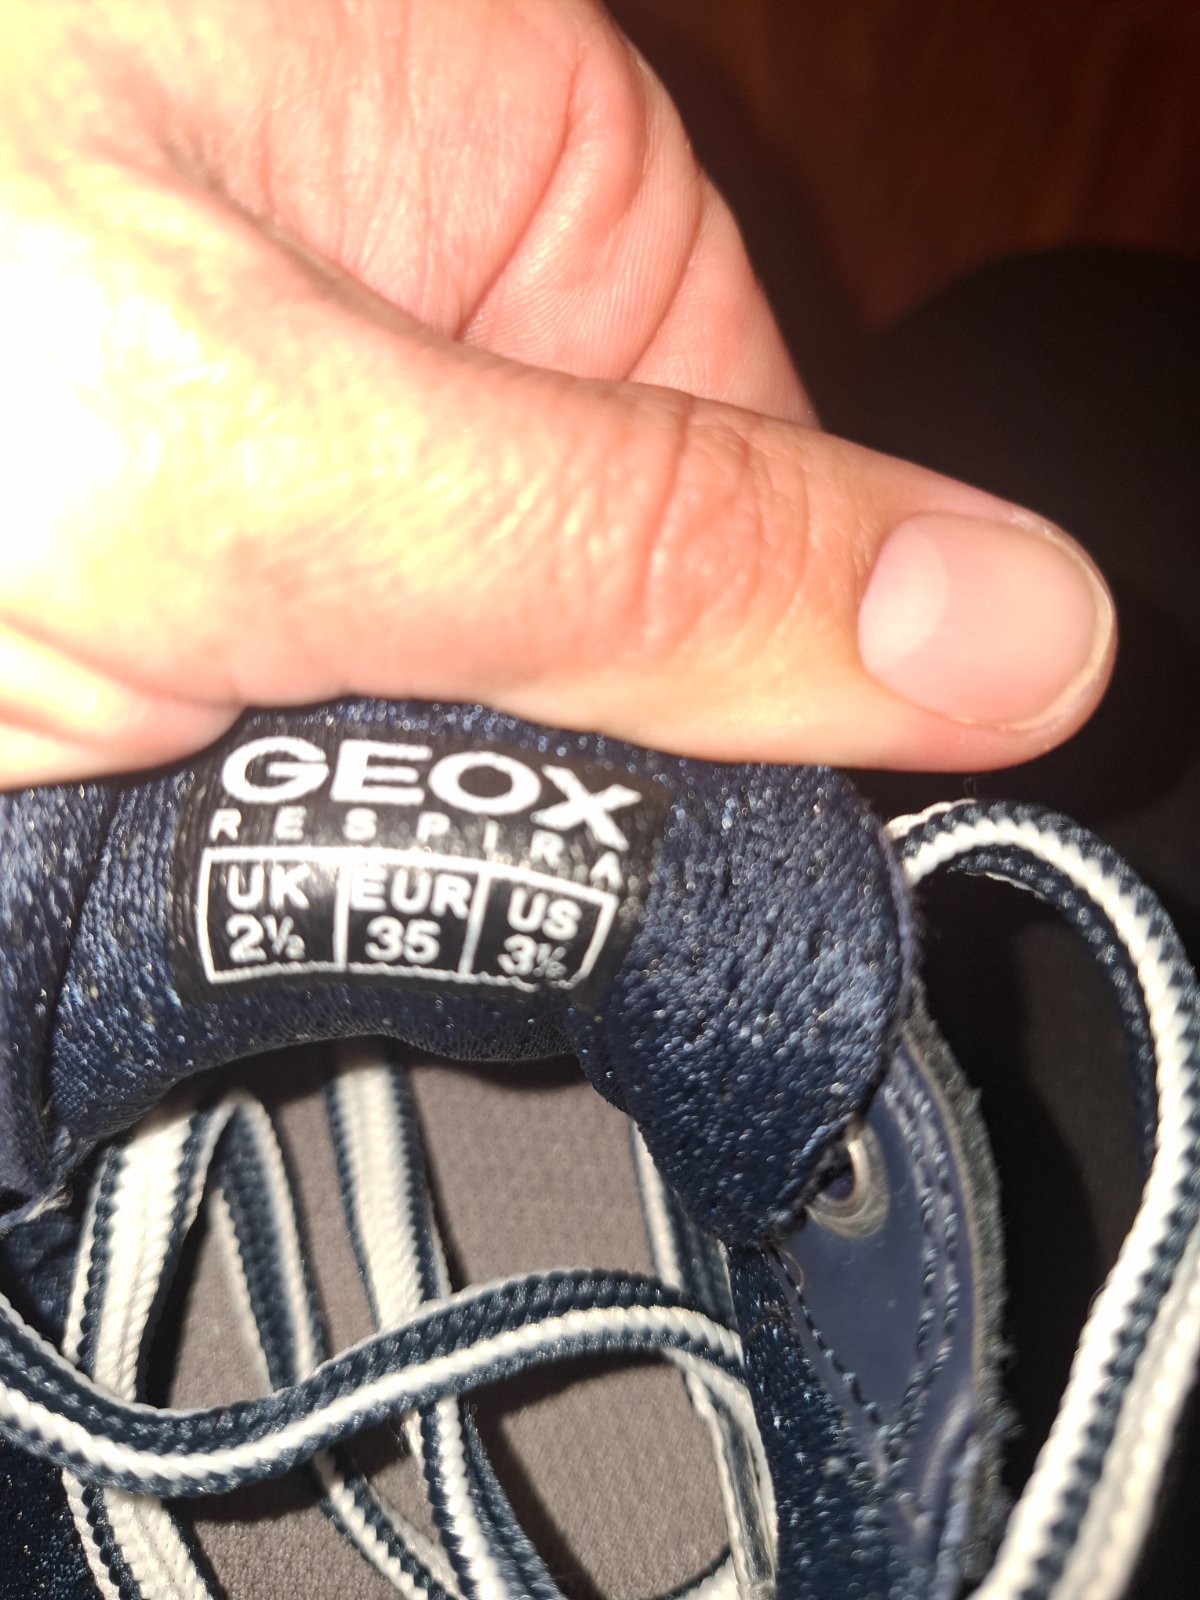 GEOX
RESPIRA
UK EUR US
2½ 35 3½